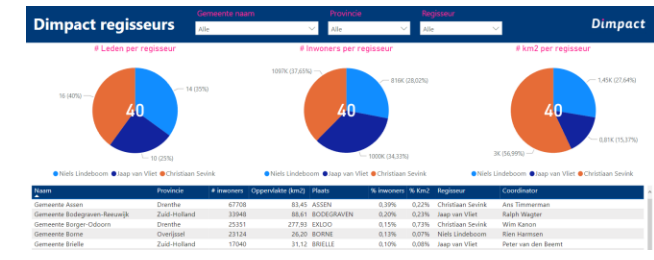 Dimpact regisseurs
Gemeente naam
Alle
Provincie
Alle
Regisseur
Alle
Dimpact
# Leden per regisseur
16 (40%)
14 (35%)
40
10 (25%)
Niels Lindeboom Jaap van Vliet Christiaan Sevink
# Inwoners per regisseur
1097K (37,65%)
816K (28,02%)
40
1000K (34,33%)
Niels Lindeboom Jaap van Vliet Christiaan Sevink
# km2 per regisseur
1,45K (27,64%)
40
0,81K (15,37%)
3K (56,99%)
Niels Lindeboom Jaap van Vliet Christiaan Sevink
Naam Provincie # inwoners Oppervlakte (km2) Plaats % inwoners % Km2 Regisseur Coordinator
Gemeente Assen Drenthe 67708 83,45 ASSEN 0,39% 0,22% Christiaan Sevink Ans Timmerman
Gemeente Bodegraven-Reeuwijk Zuid-Holland 33948 88,61 BODEGRAVEN 0,20% 0,23% Jaap van Vliet Ralph Wagter
Gemeente Borger-Odoorn Drenthe 25351 277,93 EXLOO 0,15% 0,73% Christiaan Sevink Wim Kanon
Gemeente Borne Overijssel 23124 26,20 BORNE 0,13% 0,07% Niels Lindeboom Rien Harmsen
Gemeente Brielle Zuid-Holland 17040 31,12 BRIELLE 0,10% 0,08% Jaap van Vliet Peter van den Beemt